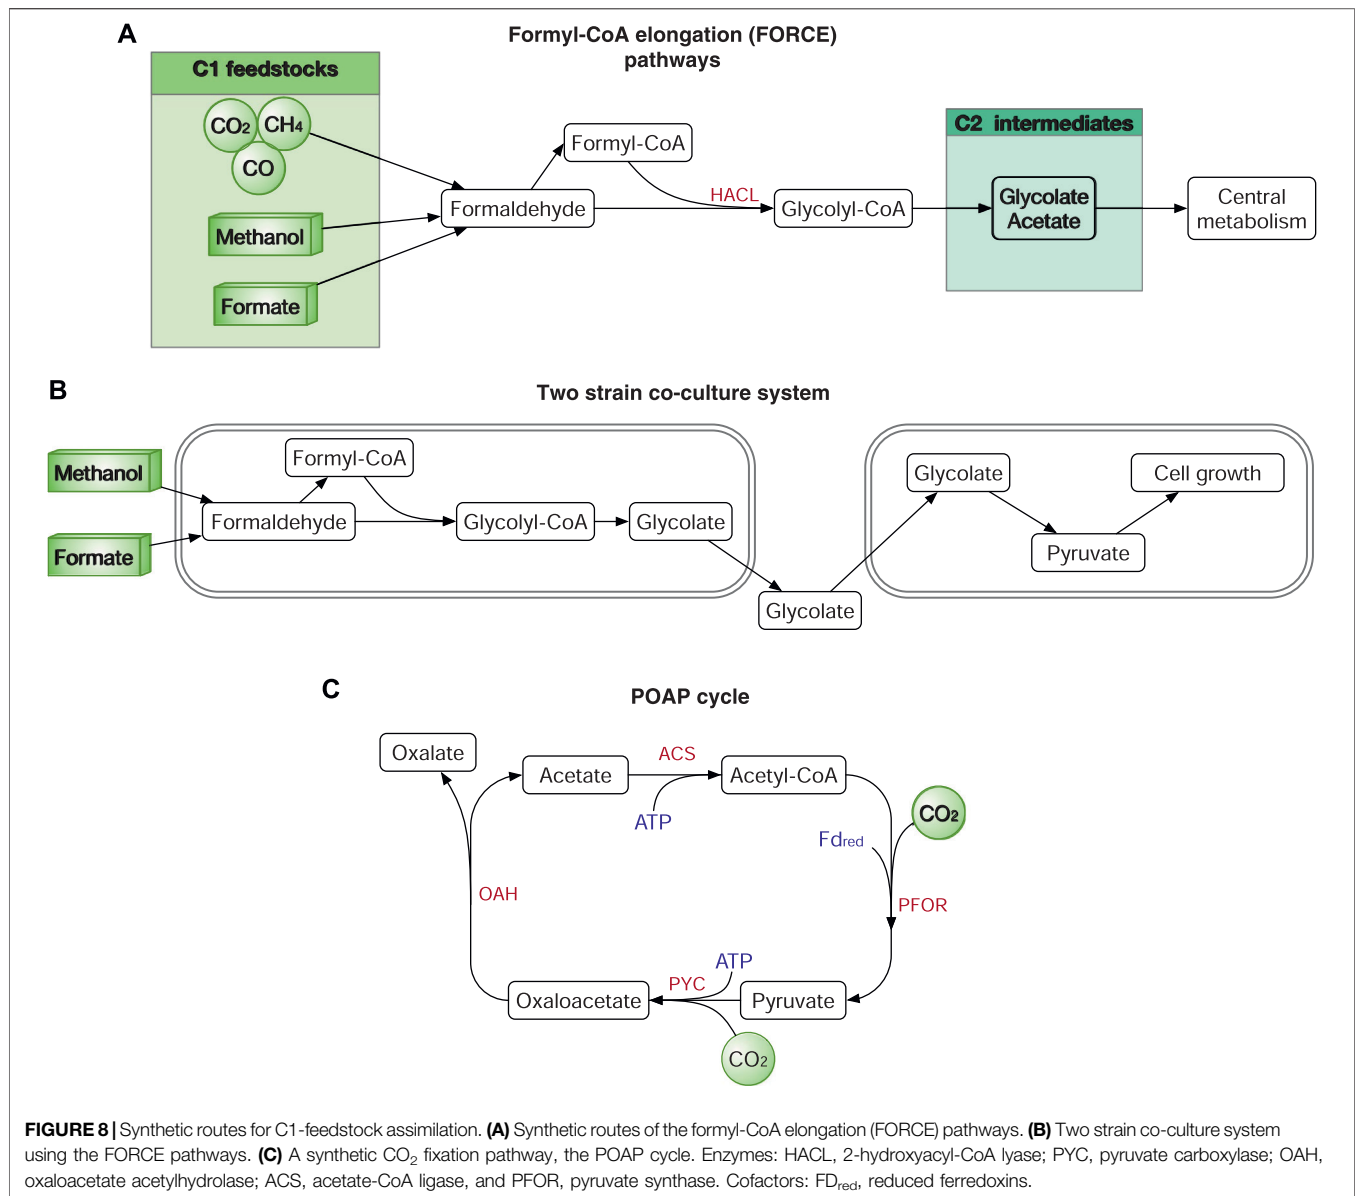 A
Formyl-CoA elongation (FORCE)
pathways
C1 feedstocks
CO2
CH4
CO
Methanol
Formate
Formaldehyde
Formyl-CoA
HACL
Glycolyl-CoA
C2 intermediates
Glycolate
Acetate
Central
metabolism
B
Two strain co-culture system
Methanol
Formate
Formyl-CoA
Formaldehyde
Glycolyl-CoA
Glycolate
Glycolate
Glycolate
Pyruvate
Cell growth
C
POAP cycle
Oxalate
Acetate
ACS
ATP
Acetyl-CoA
CO2
Fdred
PFOR
OAH
Oxaloacetate
PYC
ATP
Pyruvate
CO2
FIGURE 8 | Synthetic routes for C1-feedstock assimilation. (A) Synthetic routes of the formyl-CoA elongation (FORCE) pathways. (B) Two strain co-culture system
using the FORCE pathways. (C) A synthetic CO2 fixation pathway, the POAP cycle. Enzymes: HACL, 2-hydroxyacyl-CoA lyase; PYC, pyruvate carboxylase; OAH,
oxaloacetate acetylhydrolase; ACS, acetate-CoA ligase, and PFOR, pyruvate synthase. Cofactors: FDred, reduced ferredoxins.